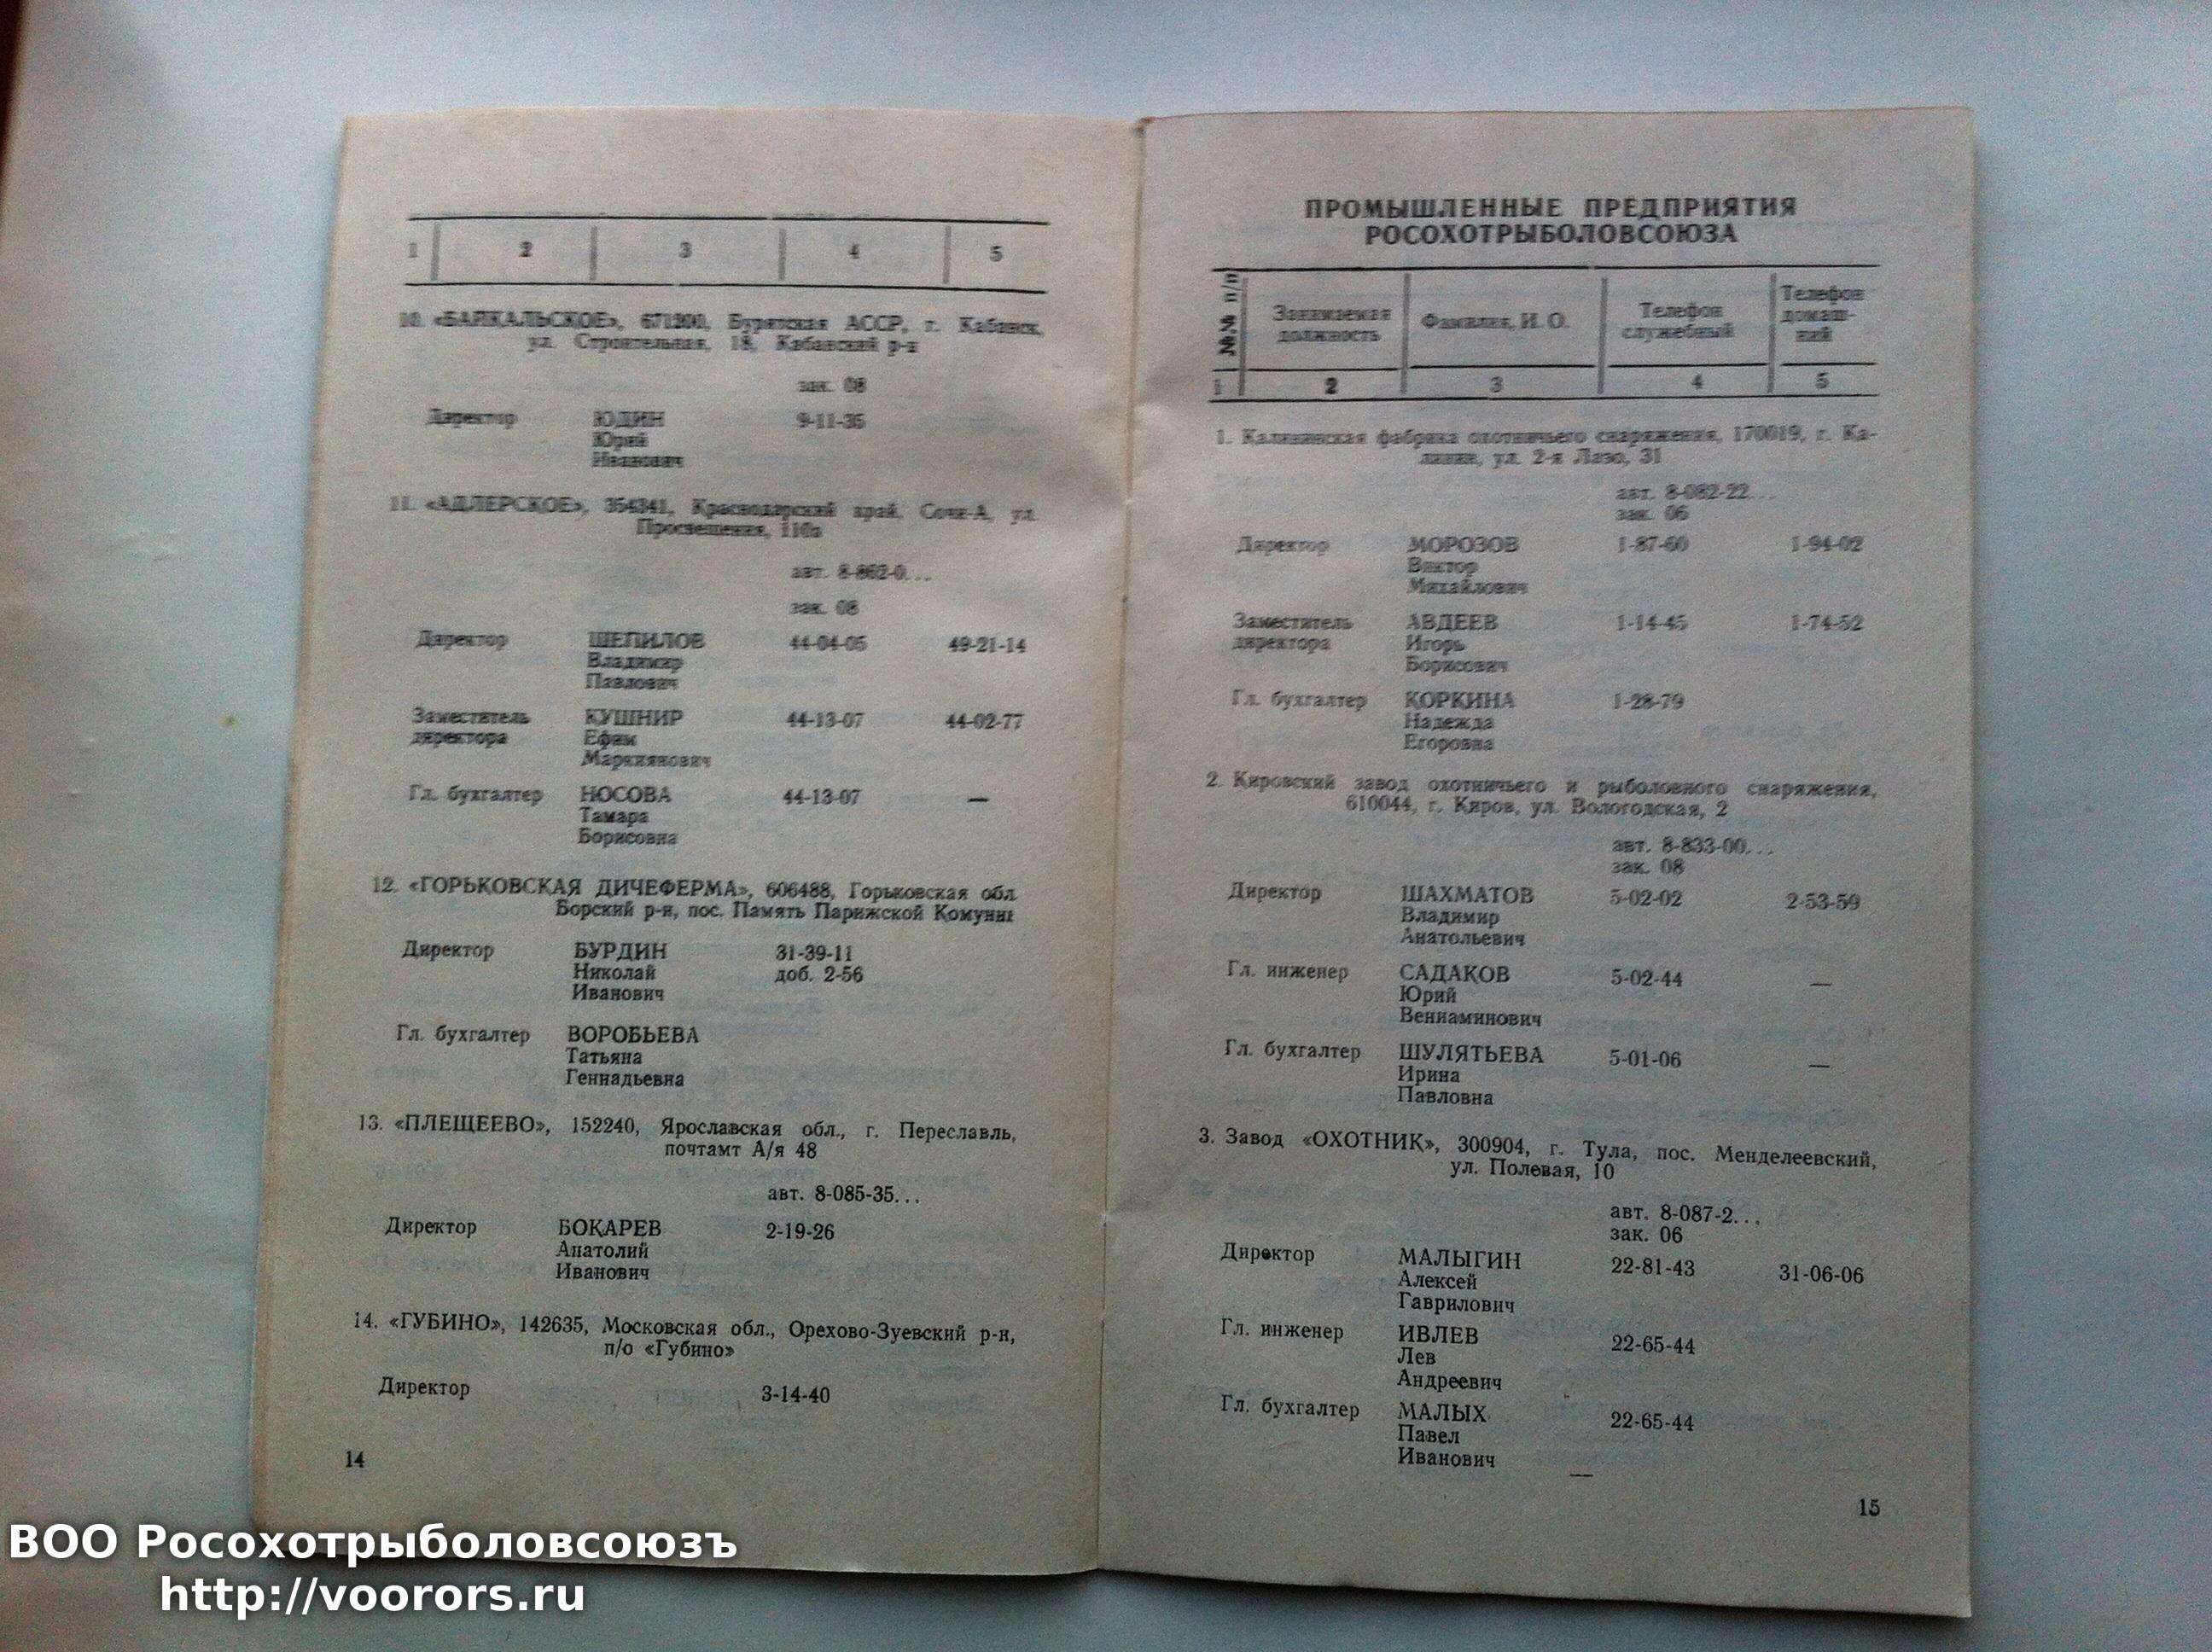 1 2 3 4 5
10. «БАЙКАЛЬСКОЕ», 671200, Бурятская АССР, г. Кабанск,
ул. Строительная, 18, Кабанский р-н
зак. 08
Директор ЮДИН 9-11-35
Юрий
Иванович
11. «АДЛЕРСКОЕ», 354341, Краснодарский край, Сочи-А, ул.
Просвещения, 110а
авт. 8-862-0...
зак. 08
Директор ШЕПИЛОВ 44-04-05 49-21-14
Владимир
Павлович
Заместитель КУШНИР 44-13-07 44-02-77
директора Ефим
Маркиянович
Гл. бухгалтер НОСОВА 44-13-07 —
Тамара
Борисовна
12. «ГОРЬКОВСКАЯ ДИЧЕФЕРМА», 606488, Горьковская обл.
Борский р-н, пос. Память Парижской Комуны
Директор БУРДИН 31-39-11
Николай доб. 2-56
Иванович
Гл. бухгалтер ВОРОБЬЕВА
Татьяна
Геннадьевна
13. «ПЛЕЩЕЕВО», 152240, Ярославская обл., г. Переславль,
почтамт А/я 48
авт. 8-085-35...
Директор БОКАРЕВ 2-19-26
Анатолий
Иванович
14. «ГУБИНО», 142635, Московская обл., Орехово-Зуевский р-н,
п/о «Губино»
Директор 3-14-40
14
ПРОМЫШЛЕННЫЕ ПРЕДПРИЯТИЯ
РОСОХОТРЫБОЛОВСОЮЗА
№№ п/п Занимаемая должность Фамилия, И. О. Телефон служебный Телефон домаш-ний
1 2 3 4 5
1. Калининская фабрика охотничьего снаряжения, 170019, г. Ка-
линин, ул. 2-я Лазо, 31
авт. 8-082-22...
зак. 06
Директор МОРОЗОВ 1-87-60 1-94-02
Виктор
Михайлович
Заместитель АВДЕЕВ 1-14-45 1-74-52
директора Игорь
Борисович
Гл. бухгалтер КОРКИНА 1-28-79
Надежда
Егоровна
2. Кировский завод охотничьего и рыболовного снаряжения,
610044, г. Киров, ул. Вологодская, 2
авт. 8-833-00...
зак. 08
Директор ШАХМАТОВ 5-02-02 2-53-59
Владимир
Анатольевич
Гл. инженер САДАКОВ 5-02-44 —
Юрий
Вениаминович
Гл. бухгалтер ШУЛЯТЬЕВА 5-01-06 —
Ирина
Павловна
3. Завод «ОХОТНИК», 300904, г. Тула, пос. Менделеевский,
ул. Полевая, 10
авт. 8-087-2...
зак. 06
Директор МАЛЫГИН 22-81-43 31-06-06
Алексей
Гаврилович
Гл. инженер ИВЛЕВ 22-65-44
Лев
Андреевич
Гл. бухгалтер МАЛЫХ 22-65-44
Павел
Иванович
—
15
ВОО Росохотрыболовсоюзъ
http://voorors.ru